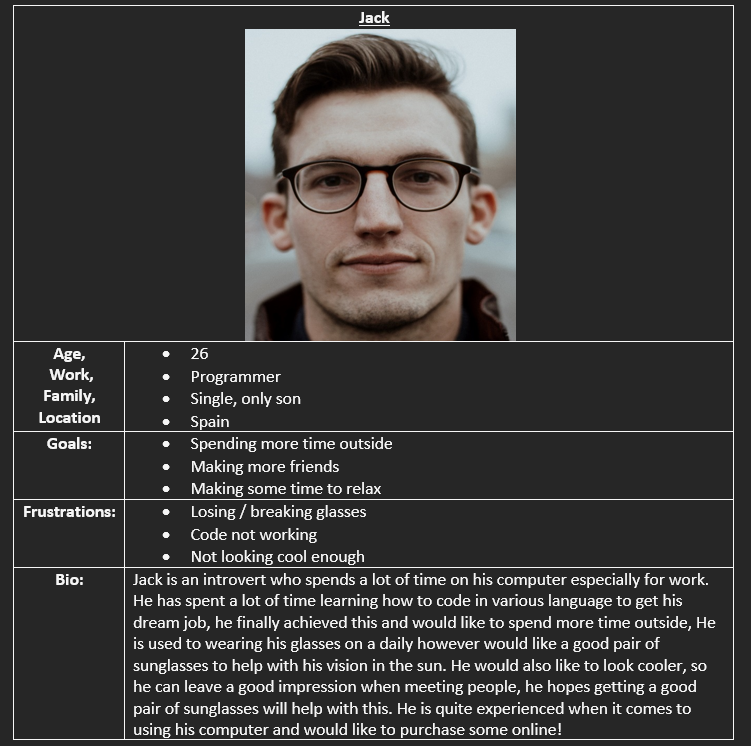 Jack
Age,
Work,
Family,
Location
• 26
• Programmer
• Single, only son
• Spain
Goals:
• Spending more time outside
• Making more friends
• Making some time to relax
Frustrations:
• Losing / breaking glasses
• Code not working
• Not looking cool enough
Bio:
Jack is an introvert who spends a lot of time on his computer especially for work.
He has spent a lot of time learning how to code in various language to get his
dream job, he finally achieved this and would like to spend more time outside, He
is used to wearing his glasses on a daily however would like a good pair of
sunglasses to help with his vision in the sun. He would also like to look cooler, so
he can leave a good impression when meeting people, he hopes getting a good
pair of sunglasses will help with this. He is quite experienced when it comes to
using his computer and would like to purchase some online!